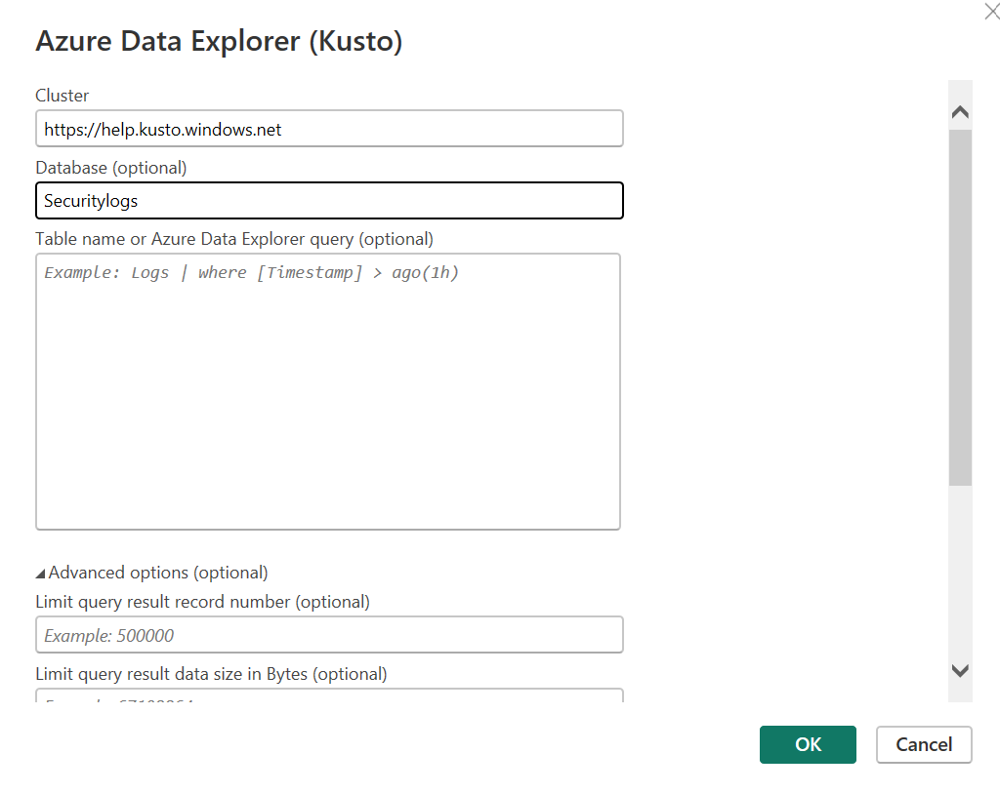 Azure Data Explorer (Kusto)
Cluster
https://help.kusto.windows.net
Database (optional)
Securitylogs
Table name or Azure Data Explorer query (optional)
Example: Logs | where [Timestamp] > ago(1h)
Advanced options (optional)
Limit query result record number (optional)
Example: 500000
Limit query result data size in Bytes (optional)
OK
Cancel